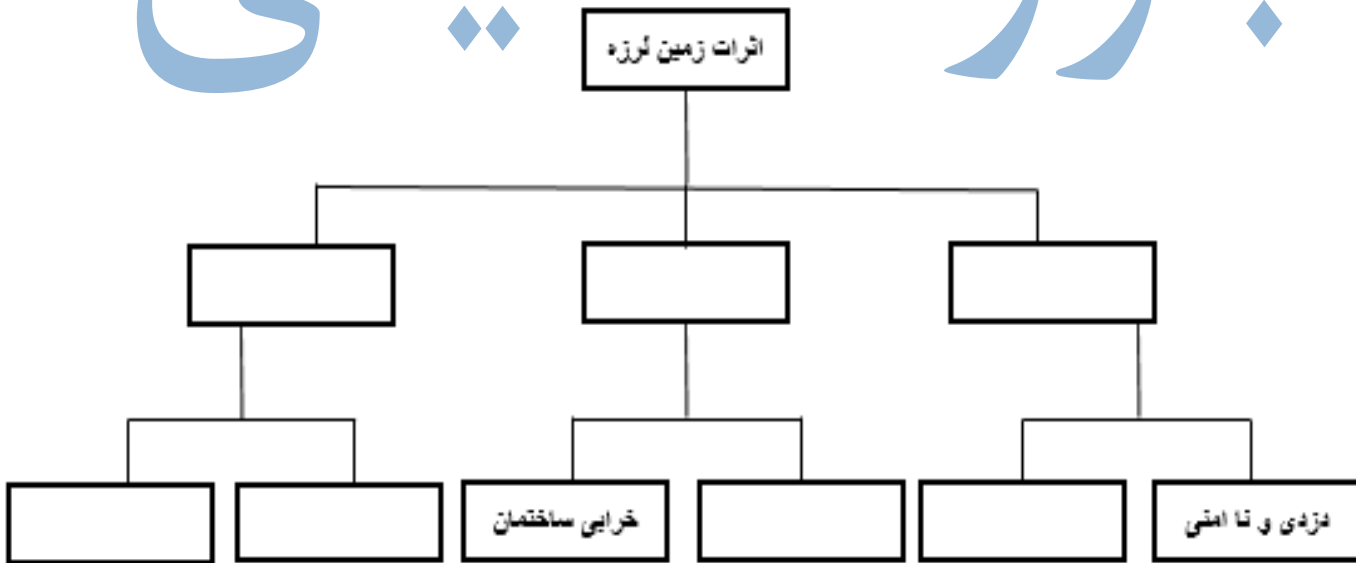 اثرات زمین لرزه
دزدی و نا امنی
خرابی ساختمان